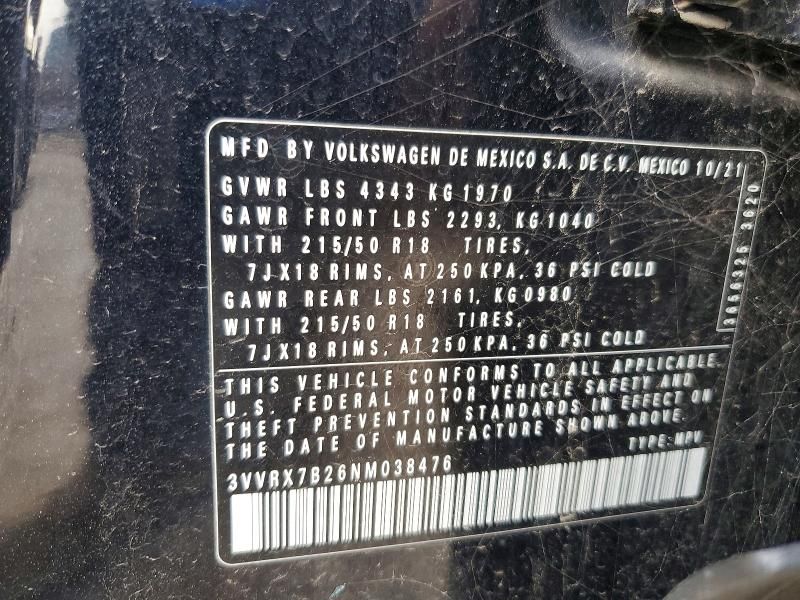 MFD BY VOLKSWAGEN DE MEXICO S.A. DE C.V. MEXICO 10/21
GVWR LBS 4343 KG 1970
GAWR FRONT LBS 2293, KG 1040
WITH 215/50 R18 TIRES,
7JX18 RIMS, AT 250 KPA, 36 PSI COLD
GAWR REAR LBS 2161, KG 0980
WITH 215/50 R18 TIRES,
7JX18 RIMS, AT 250 KPA, 36 PSI COLD
THIS VEHICLE CONFORMS TO ALL APPLICABLE
U.S. FEDERAL MOTOR VEHICLE SAFETY AND
THEFT PREVENTION STANDARDS IN EFFECT ON
THE DATE OF MANUFACTURE SHOWN ABOVE.
TYPE: MPV
3VVRX7B26NM038476